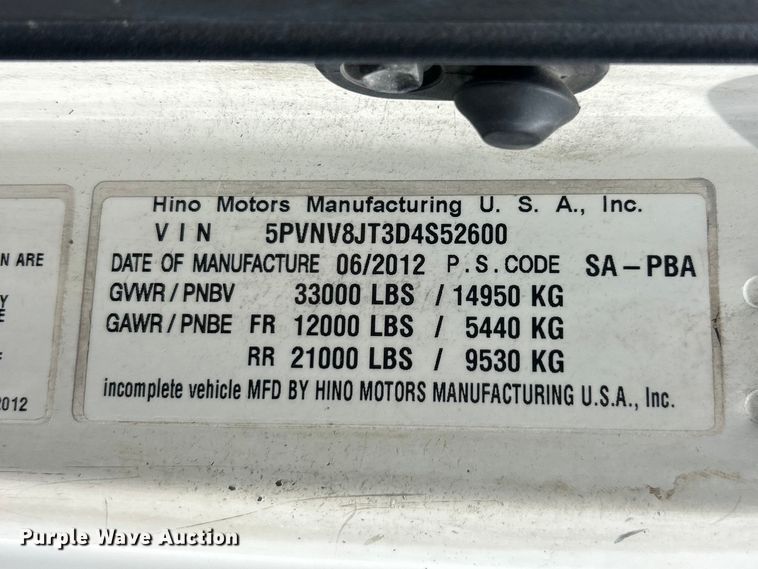 Hino Motors Manufacturing U. S. A., Inc.
VIN 5PVNV8JT3D4S52600
DATE OF MANUFACTURE 06/2012 P.S.CODE SA-PBA
GVWR/PNBV 33000 LBS / 14950 KG
GAWR/PNBE FR 12000 LBS / 5440 KG
RR 21000 LBS / 9530 KG
incomplete vehicle MFD BY HINO MOTORS MANUFACTURING U.S.A., Inc.
N ARE
Y
E
F
2012
Purple Wave Auction